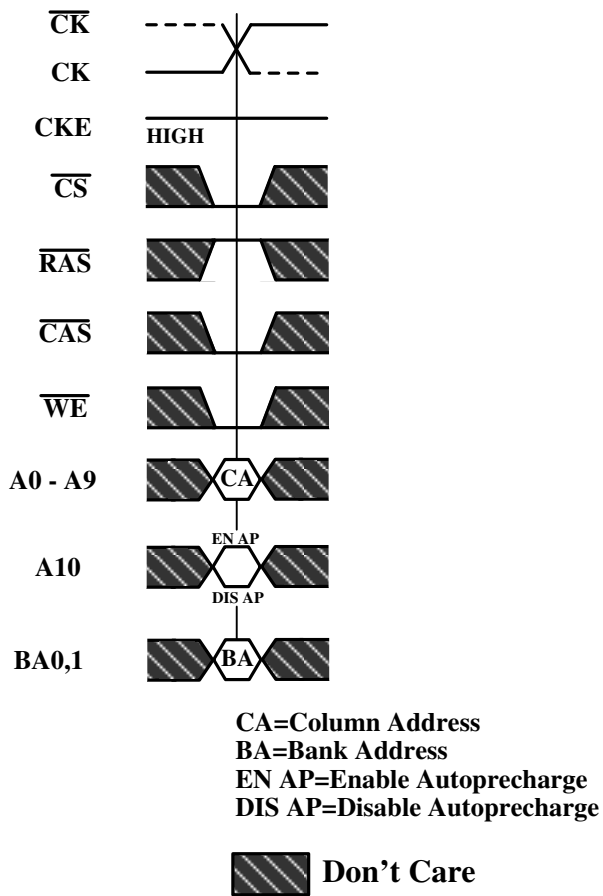 CK
CK
CKE
HIGH
CS
RAS
CAS
WE
A0 - A9
CA
EN AP
A10
DIS AP
BA0,1
BA
CA=Column Address
BA=Bank Address
EN AP=Enable Autoprecharge
DIS AP=Disable Autoprecharge
Don't Care